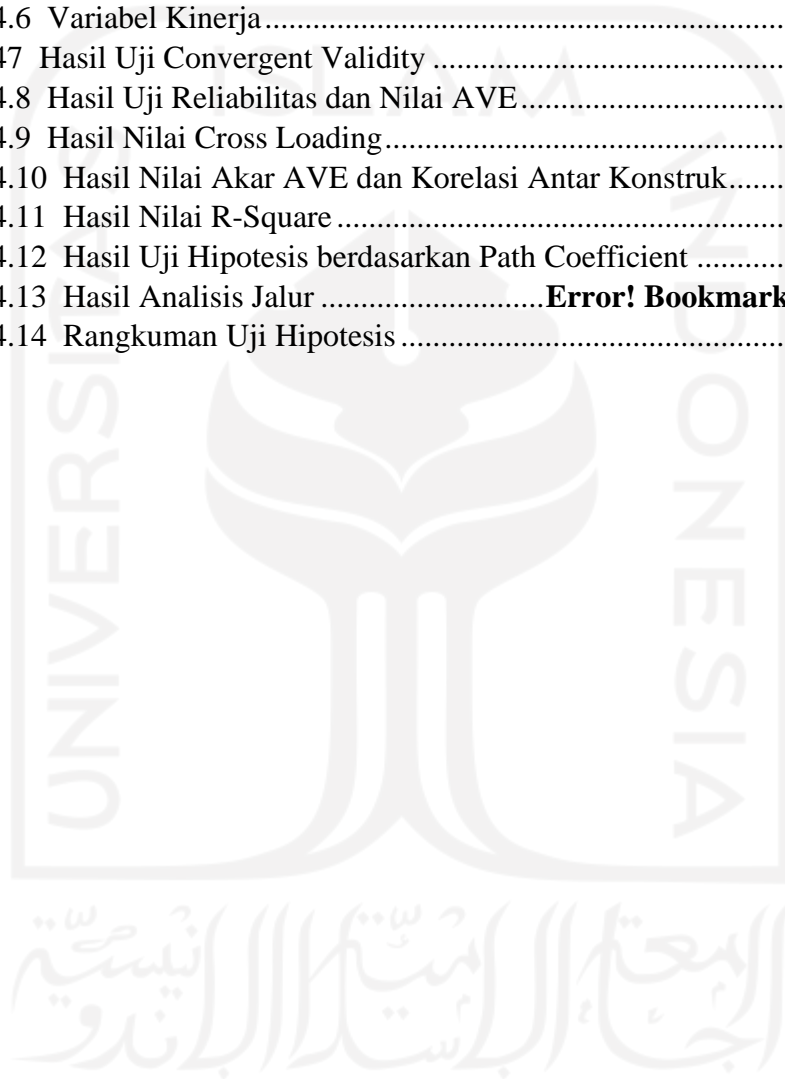 4.6 Variabel Kinerja........................................................................
47 Hasil Uji Convergent Validity ................................................
4.8 Hasil Uji Reliabilitas dan Nilai AVE....................................
4.9 Hasil Nilai Cross Loading.......................................................
4.10 Hasil Nilai Akar AVE dan Korelasi Antar Konstruk.......
4.11 Hasil Nilai R-Square ..............................................................
4.12 Hasil Uji Hipotesis berdasarkan Path Coefficient ............
4.13 Hasil Analisis Jalur ..............................Error! Bookmark
4.14 Rangkuman Uji Hipotesis .....................................................
ISLAM
UNIVERSITAS
INDONESIA